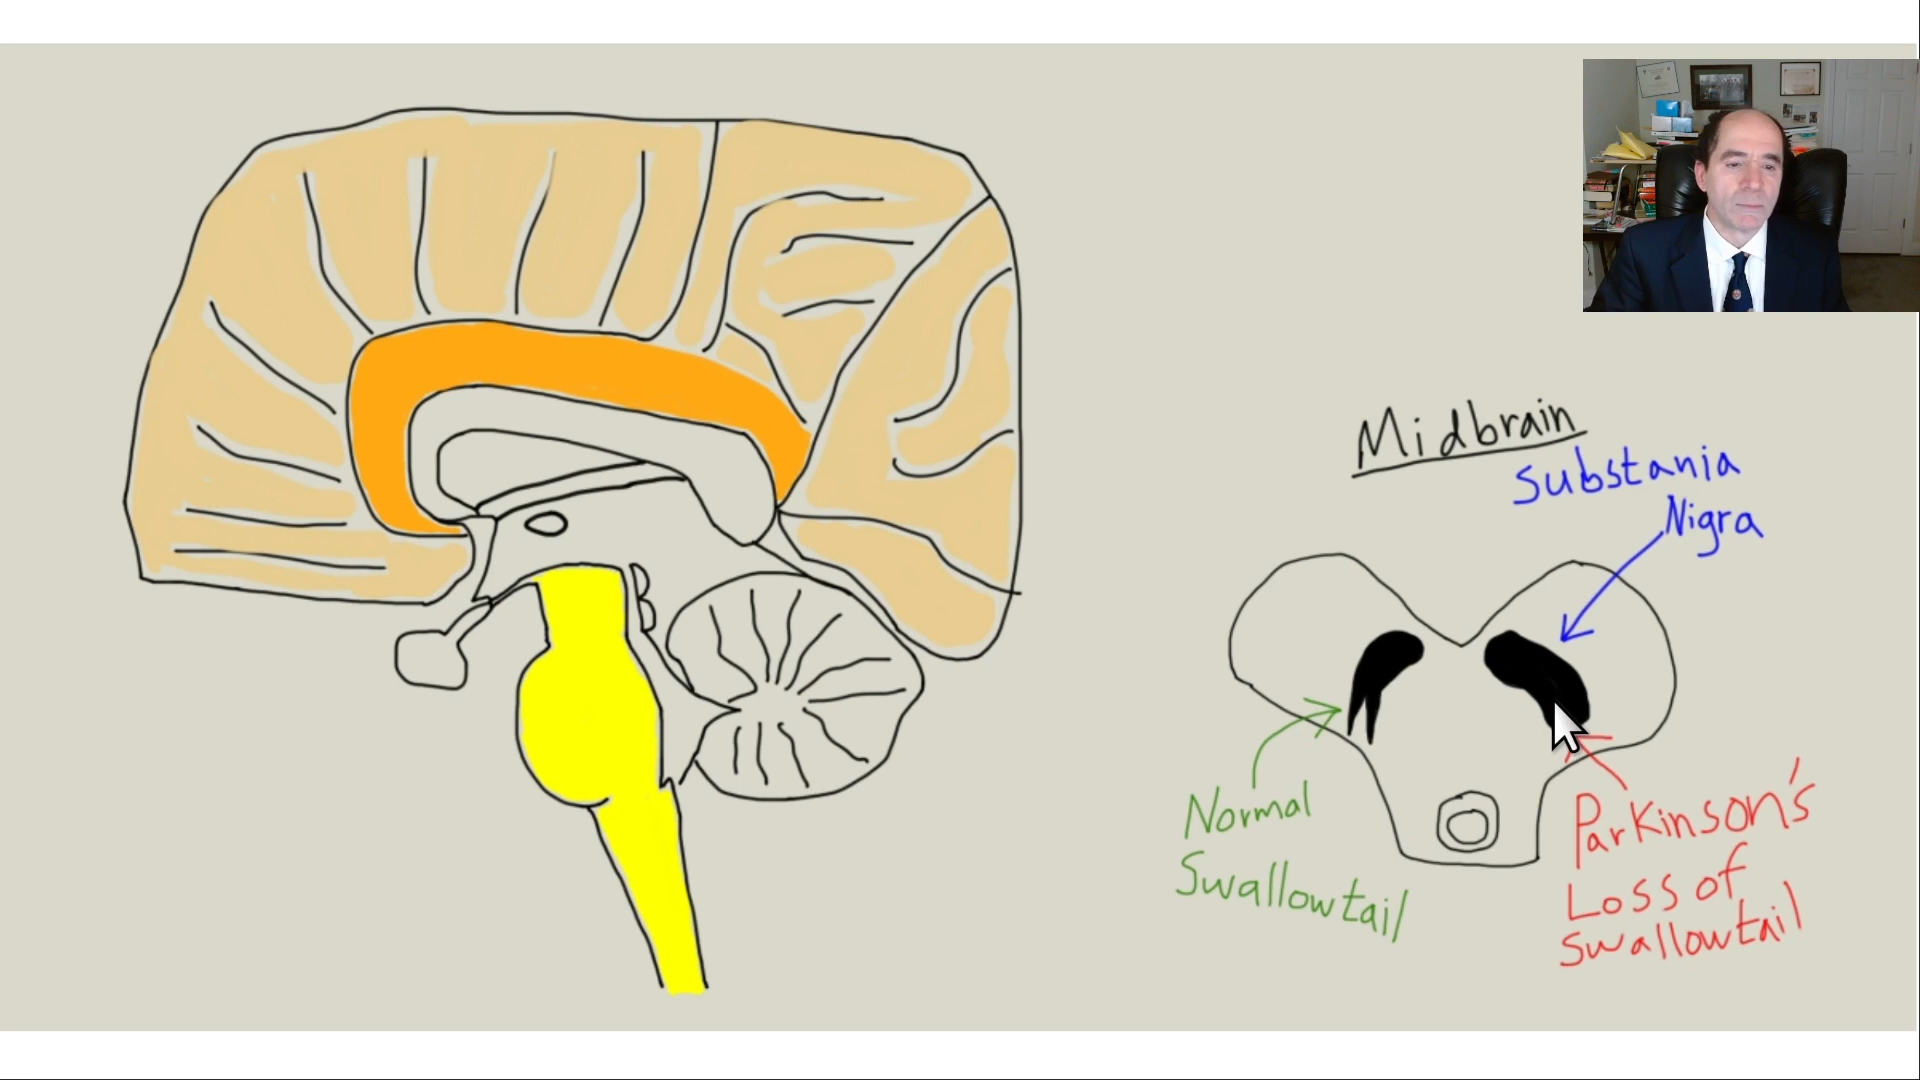 Midbrain
Substania
Nigra
Normal
Swallowtail
Parkinson's
Loss of
Swallowtail